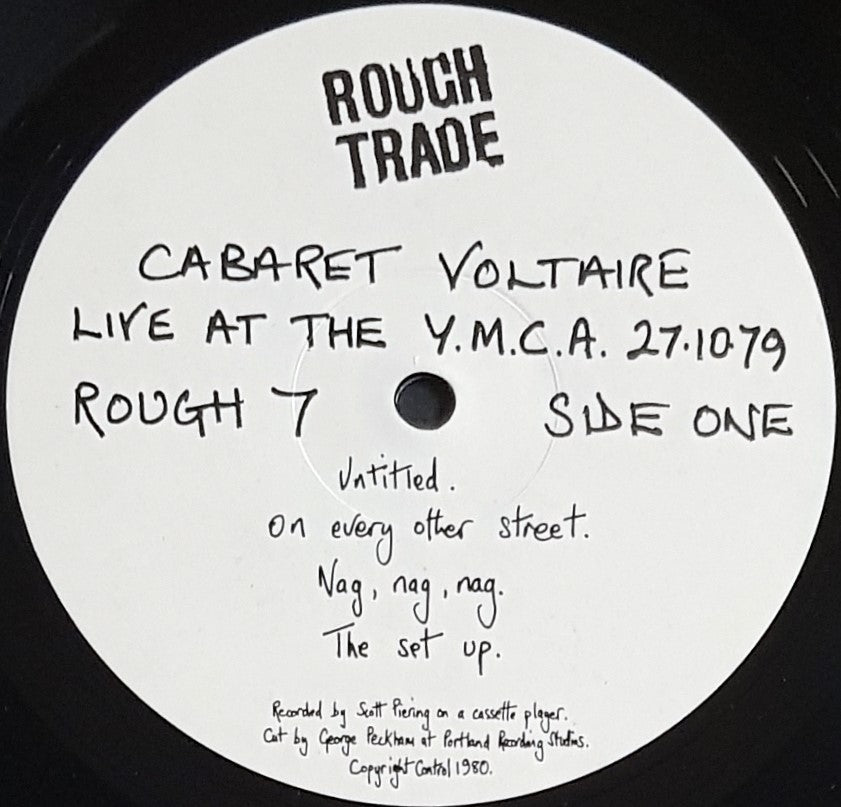 ROUGH
TRADE
CABARET VOLTAIRE
LIVE AT THE Y.M.C.A. 27.10.79
ROUGH 7 SIDE ONE
Untitled.
On every other street.
Nag, nag, nag.
The set up.
Recorded by Scott Piering on a cassette player.
Cut by George Peckham at Portland Recording Studios.
Copyright Control 1980.